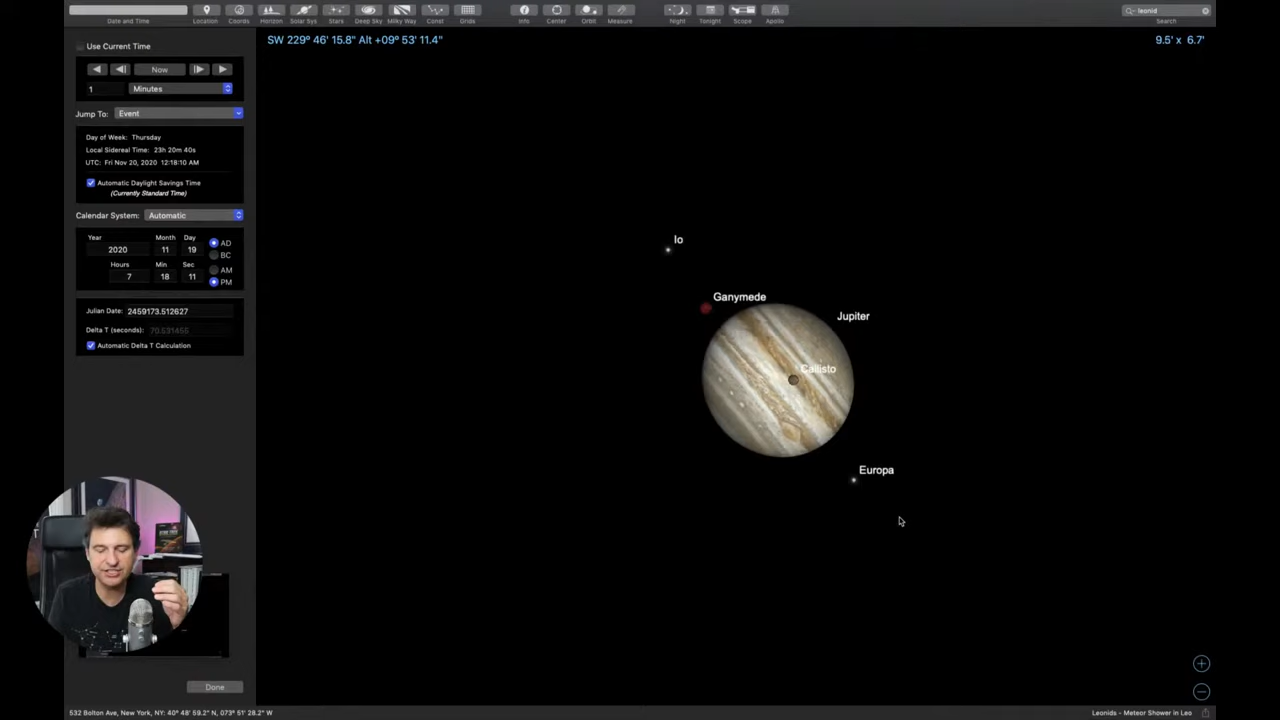 Date and Time
Location
Coords
Horizon
Solar Sys
Stars
Deep Sky
Milky Way
Const
Grids
Info
Center
Orbit
Measure
Night
Tonight
Scope
Apollo
leonid
Search
Use Current Time
SW 229º 46' 15.8" Alt +09º 53' 11.4"
9.5' x 6.7'
Now
1 Minutes
Jump To: Event
Day of Week: Thursday
Local Sidereal Time: 23h 20m 40s
UTC: Fri Nov 20, 2020 12:18:10 AM
Automatic Daylight Savings Time
(Currently Standard Time)
Calendar System: Automatic
Year Month Day
2020 11 19
AD
BC
Hours Min Sec
7 18 11
AM
PM
Julian Date: 2459173.512627
Delta T (seconds): 70.531455
Automatic Delta T Calculation
Io
Ganymede
Jupiter
Callisto
Europa
Done
532 Bolton Ave, New York, NY: 40º 48' 59.2" N, 073º 51' 28.2" W
Leonids - Meteor Shower in Leo